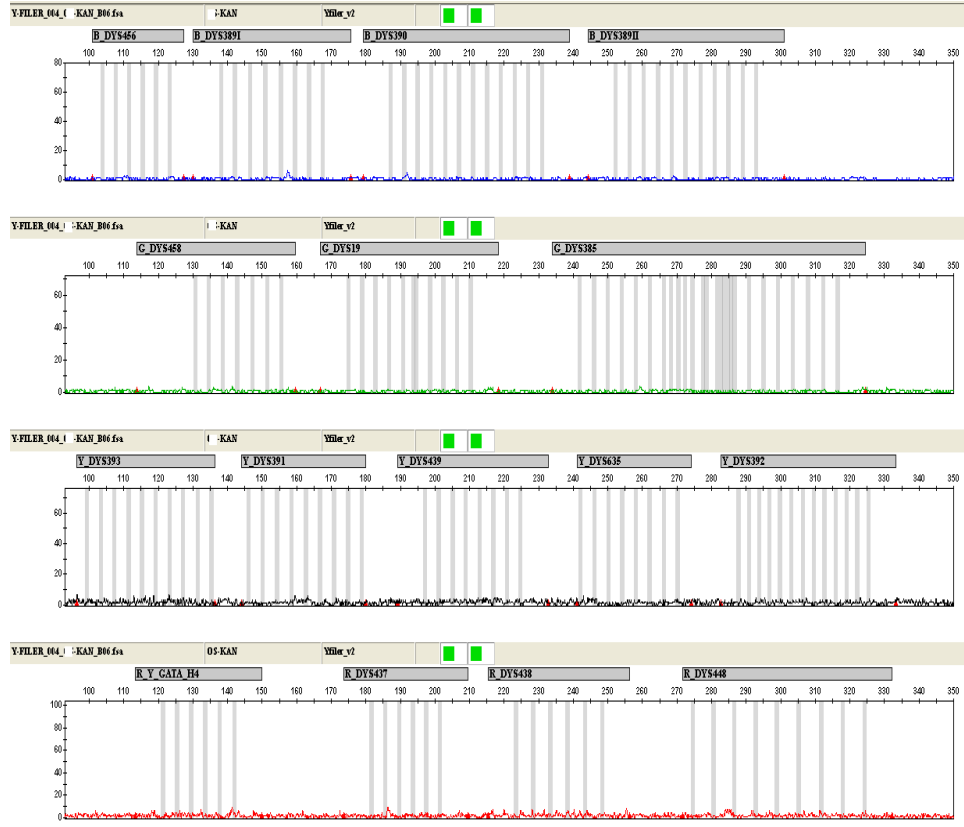 Y-FILER_004_ -KAN_B06.fsa -KAN Yfiler_v2
B_DYS456 B_DYS389I B_DYS390 B_DYS389II
100 110 120 130 140 150 160 170 180 190 200 210 220 230 240 250 260 270 280 290 300 310 320 330 340 350
80
60
40
20
0
Y-FILER_004_ -KAN_B06.fsa -KAN Yfiler_v2
G_DYS458 G_DYS19 G_DYS385
100 110 120 130 140 150 160 170 180 190 200 210 220 230 240 250 260 270 280 290 300 310 320 330 340 350
60
40
20
0
Y-FILER_004_ -KAN_B06.fsa -KAN Yfiler_v2
Y_DYS393 Y_DYS391 Y_DYS439 Y_DYS635 Y_DYS392
100 110 120 130 140 150 160 170 180 190 200 210 220 230 240 250 260 270 280 290 300 310 320 330 340 350
60
40
20
0
Y-FILER_004_ -KAN_B06.fsa OS-KAN Yfiler_v2
R_Y_GATA_H4 R_DYS437 R_DYS438 R_DYS448
100 110 120 130 140 150 160 170 180 190 200 210 220 230 240 250 260 270 280 290 300 310 320 330 340 350
100
80
60
40
20
0